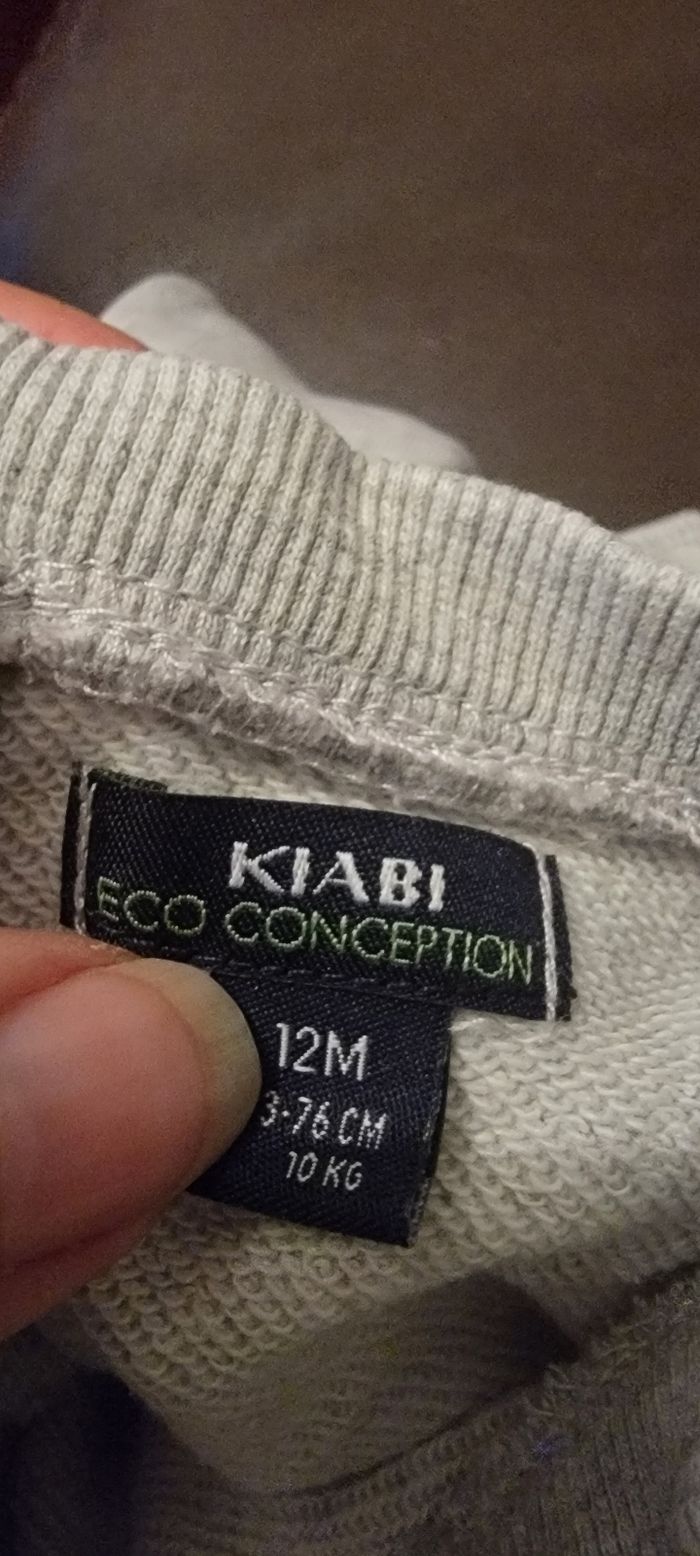 KIABI
ECO CONCEPTION
12M
3-76 CM
10 KG